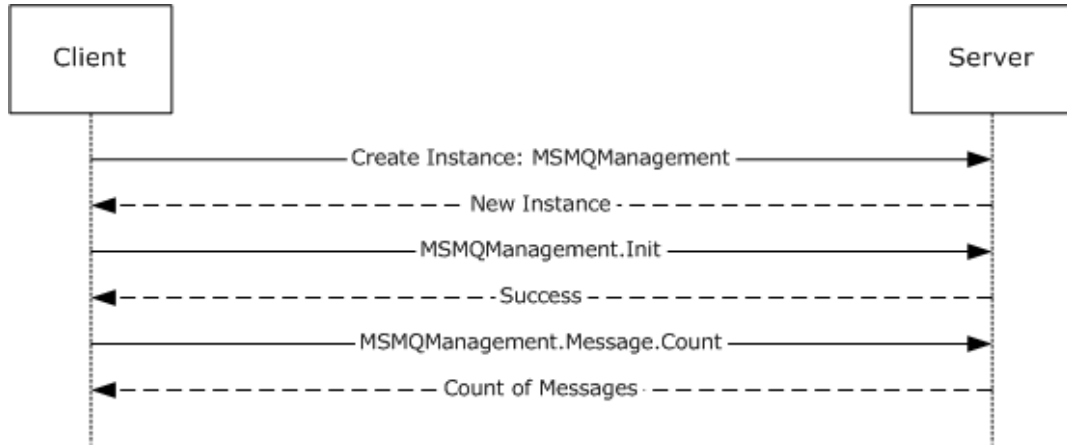 Client
Server
Create Instance: MSMQManagement
New Instance
MSMQManagement.Init
Success
MSMQManagement.Message.Count
Count of Messages